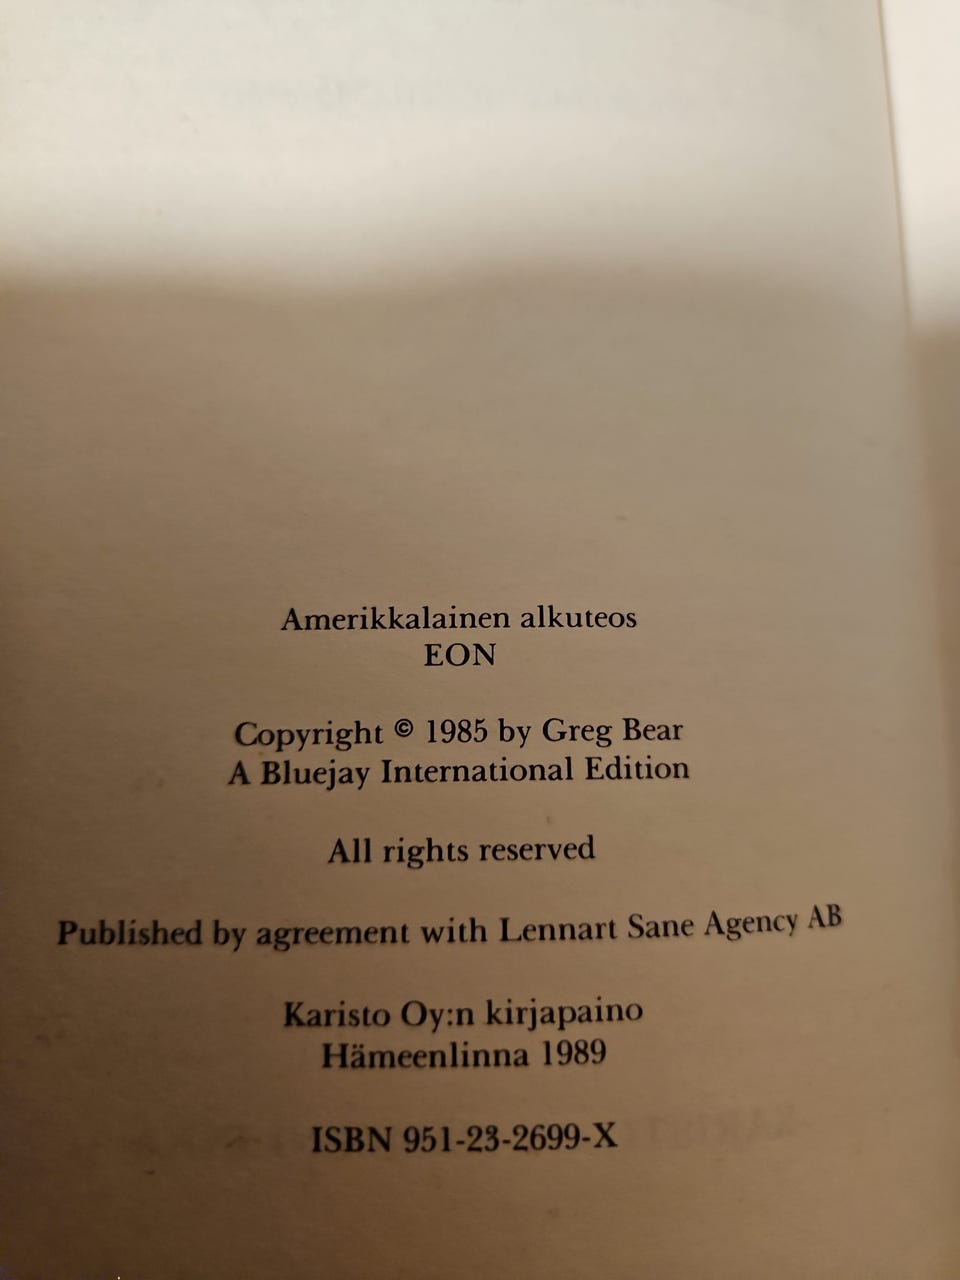 Amerikkalainen alkuteos
EON
Copyright © 1985 by Greg Bear
A Bluejay International Edition
All rights reserved
Published by agreement with Lennart Sane Agency AB
Karisto Oy:n kirjapaino
Hämeenlinna 1989
ISBN 951-23-2699-X